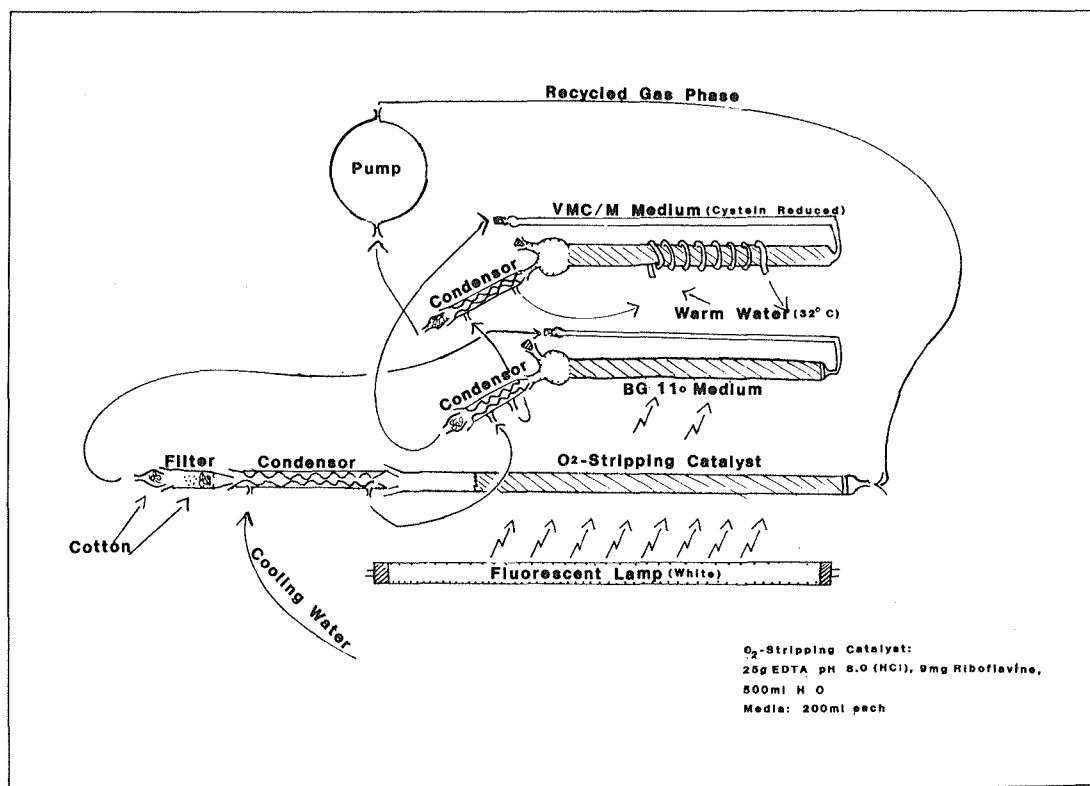 Recycled Gas Phase
Pump
VMC/M Medium (Cystein Reduced)
Condensor
Warm Water (32° C)
Condensor
BG 11o Medium
Filter
Condensor
O2-Stripping Catalyst
Cotton
Cooling Water
Fluorescent Lamp (White)
O2-Stripping Catalyst:
25g EDTA pH 8.0 (HCl), 9mg Riboflavine,
500ml H O
Media: 200ml each